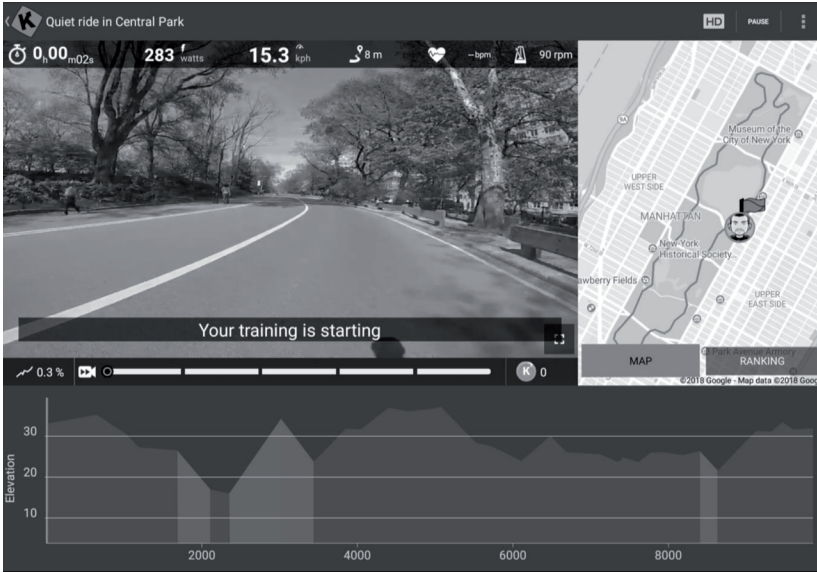 K Quiet ride in Central Park
HD PAUSE
0h00m02s 283 watts 15.3 kph 8 m --bpm 90 rpm
Museum of the
City of New York
UPPER
WEST SIDE
MANHATTAN
New-York
Historical Society...
awberry Fields
UPPER
EAST SIDE
Your training is starting
Park Avenue Armory
MAP RANKING
©2018 Google - Map data ©2018 Goog
0.3 % K 0
Elevation
30
20
10
2000 4000 6000 8000